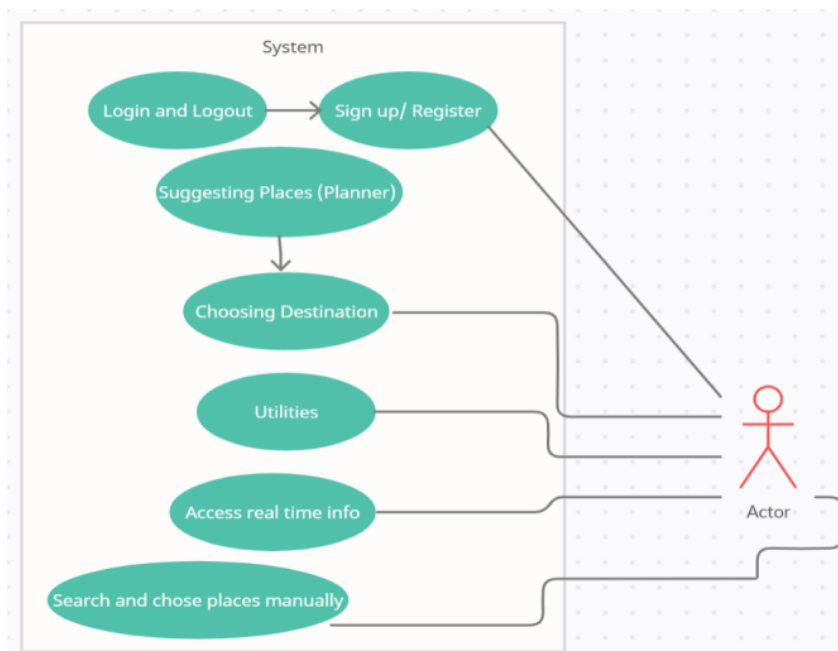 System
Login and Logout
Sign up/ Register
Suggesting Places (Planner)
Choosing Destination
Utilities
Access real time info
Actor
Search and chose places manually